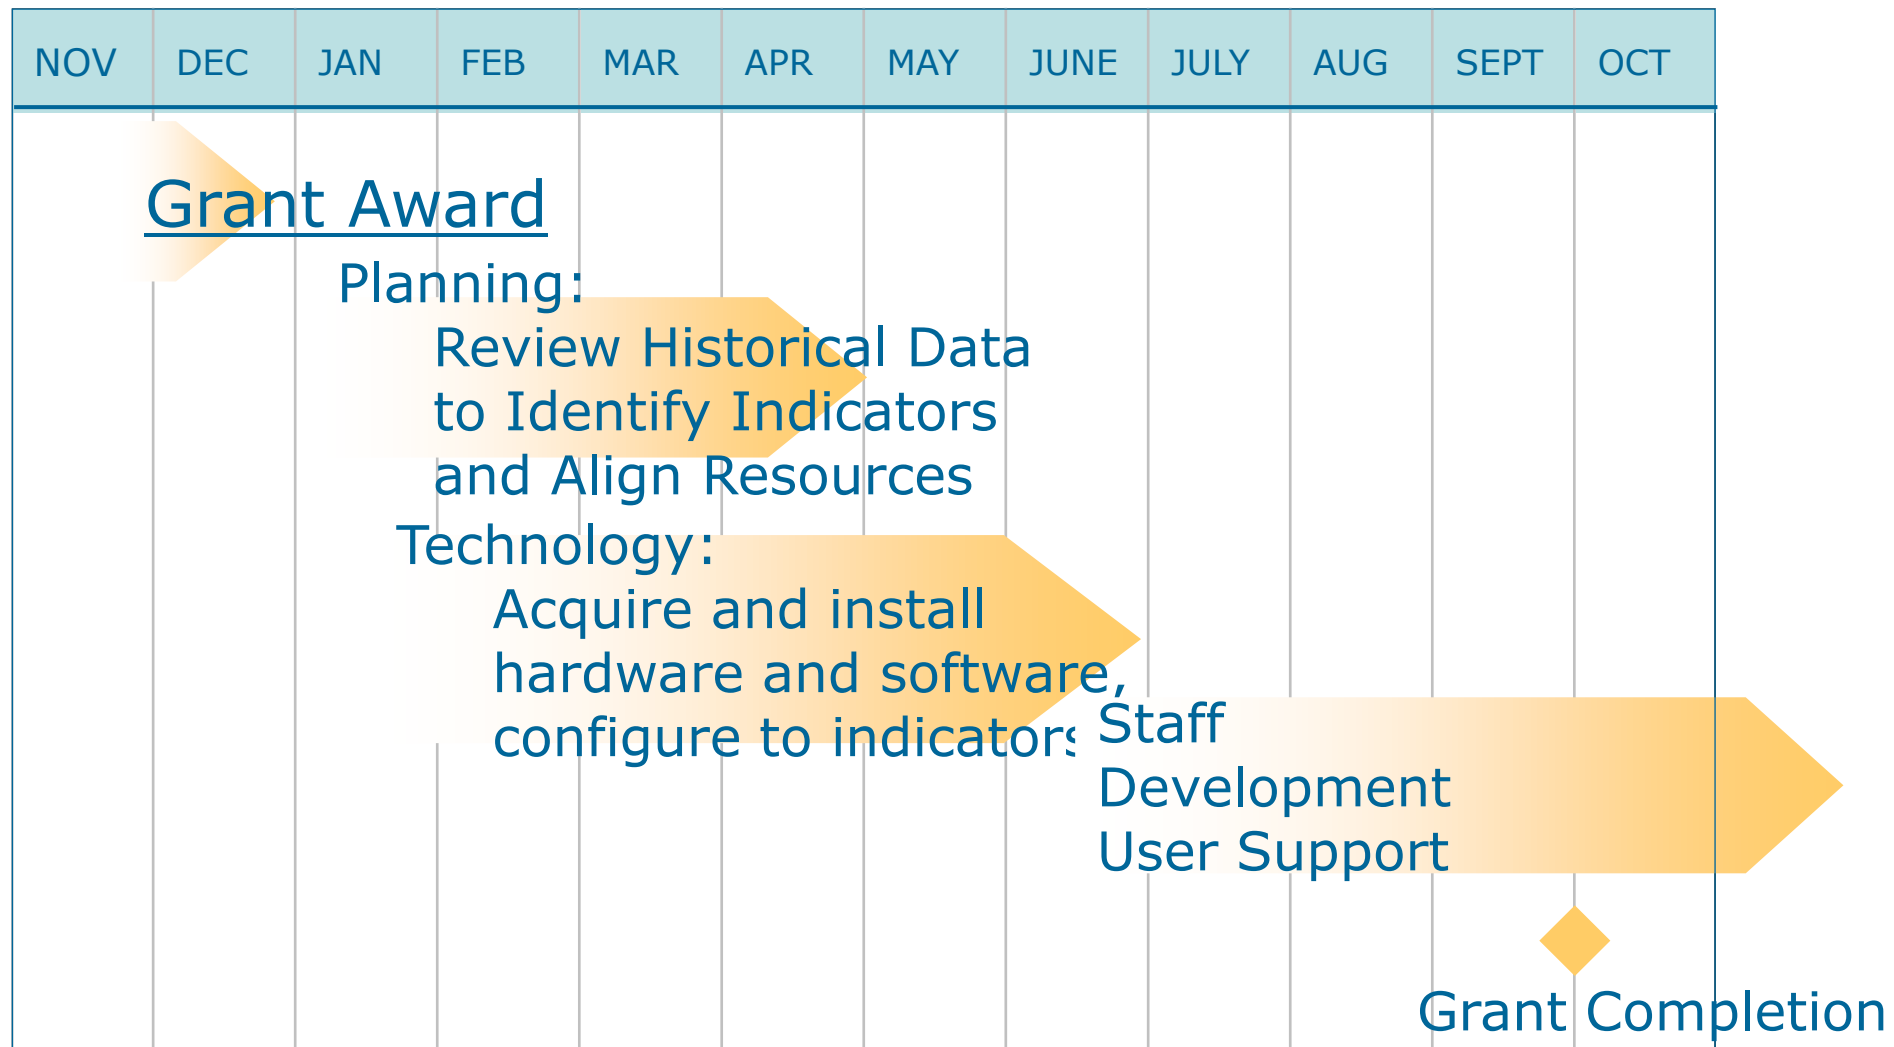 NOV DEC JAN FEB MAR APR MAY JUNE JULY AUG SEPT OCT
Grant Award
Planning:
Review Historical Data
to Identify Indicators
and Align Resources
Technology:
Acquire and install
hardware and software,
configure to indicators
Staff
Development
User Support
Grant Completion